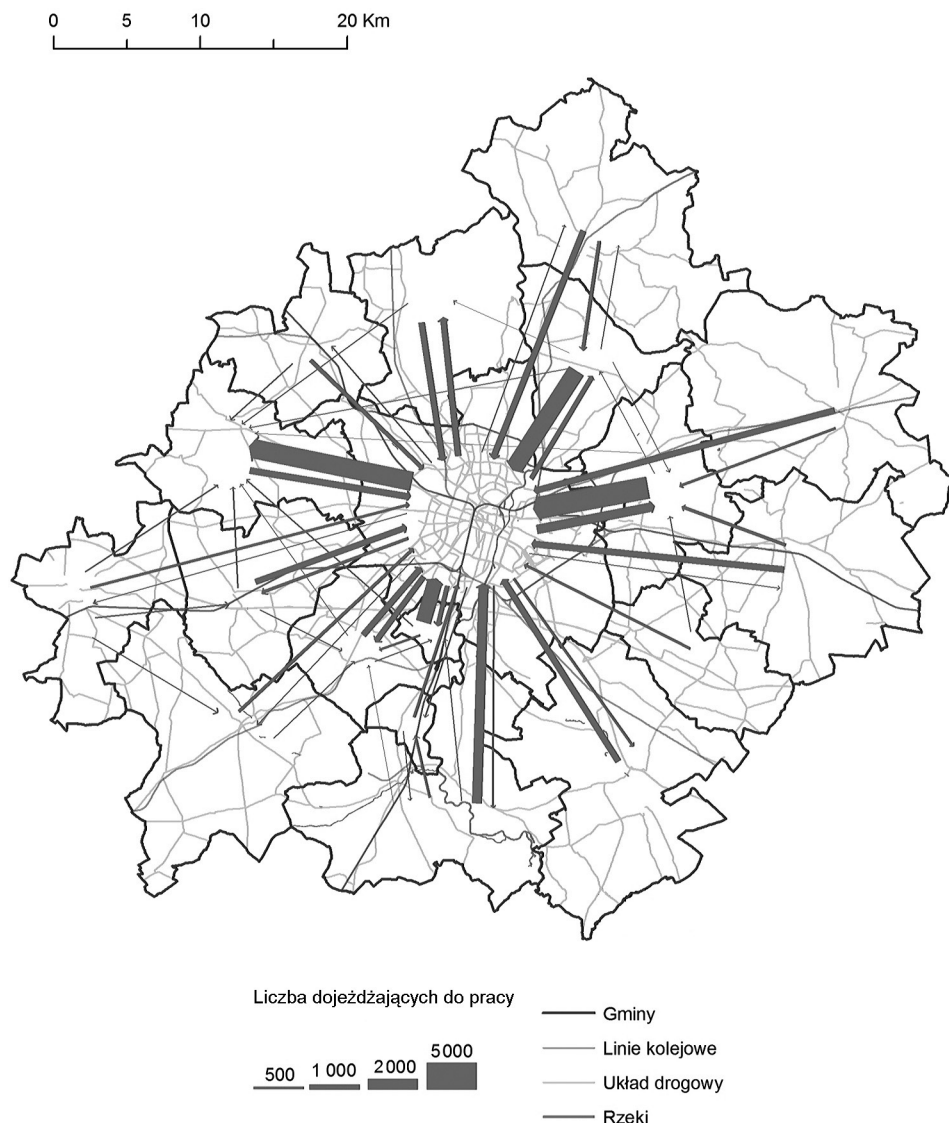 0 5 10 20 Km
Liczba dojeżdżających do pracy
500 1 000 2 000 5 000
Gminy
Linie kolejowe
Układ drogowy
Rzeki